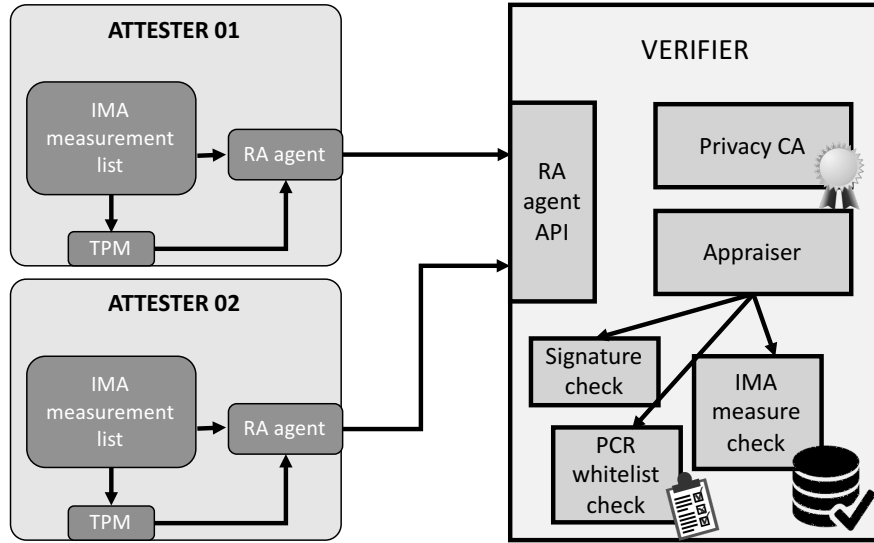 ATTESTER 01
IMA
measurement
list
RA agent
TPM
ATTESTER 02
IMA
measurement
list
RA agent
TPM
VERIFIER
RA
agent
API
Privacy CA
Appraiser
Signature
check
IMA
measure
check
PCR
whitelist
check